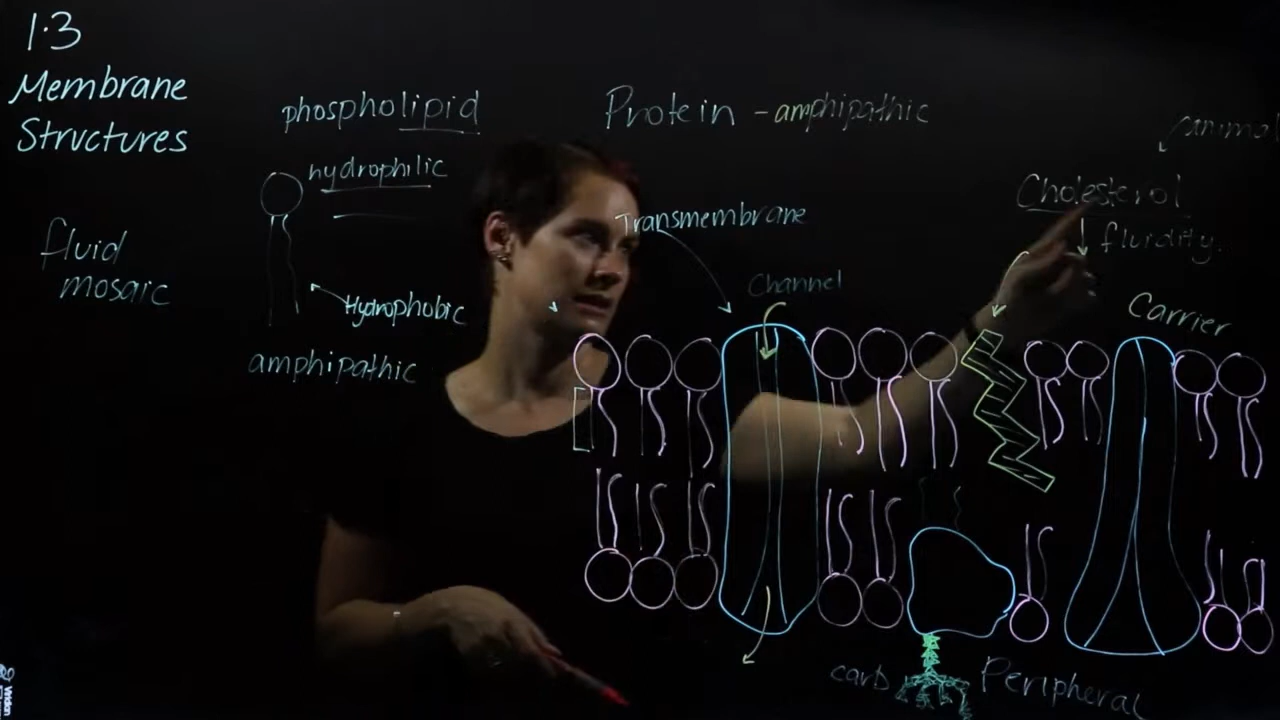 1.3
Membrane
Structures
fluid
mosaic
phospholipid
hydrophilic
Hydrophobic
amphipathic
Protein - amphipathic
Transmembrane
Channel
anima
Cholesterol
fluidity.
Carrier
carb
Peripheral